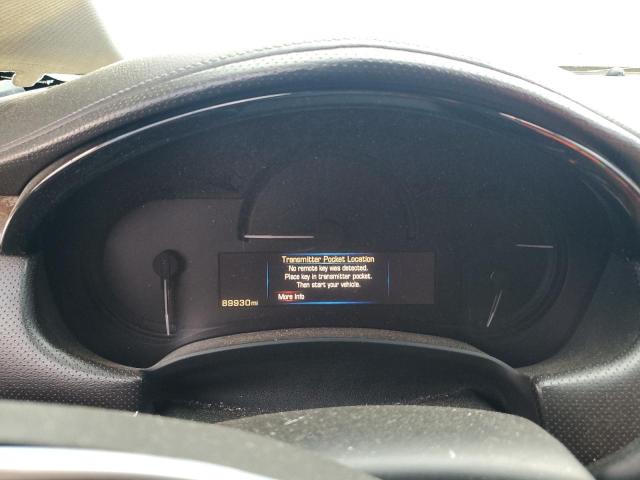 Transmitter Pocket Location
No remote key was detected.
Place key in transmitter pocket.
Then start your vehicle.
89930mi
More Info